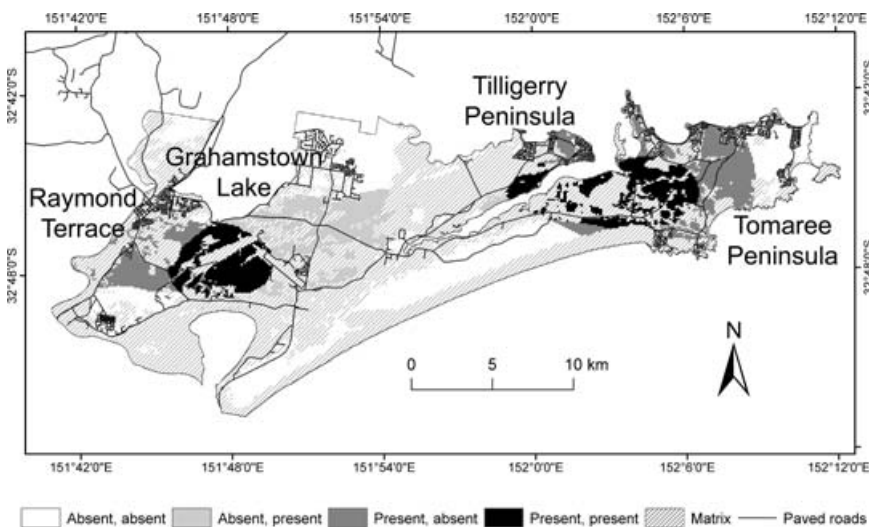 151°42'0"E 151°48'0"E 151°54'0"E 152°0'0"E 152°6'0"E 152°12'0"E
32°42'0"S
32°42'0"S
Tilligerry
Peninsula
Grahamstown
Lake
Raymond
Terrace
Tomaree
Peninsula
32°48'0"S
32°48'0"S
N
0 5 10 km
151°42'0"E 151°48'0"E 151°54'0"E 152°0'0"E 152°6'0"E 152°12'0"E
Absent, absent Absent, present Present, absent Present, present Matrix Paved roads